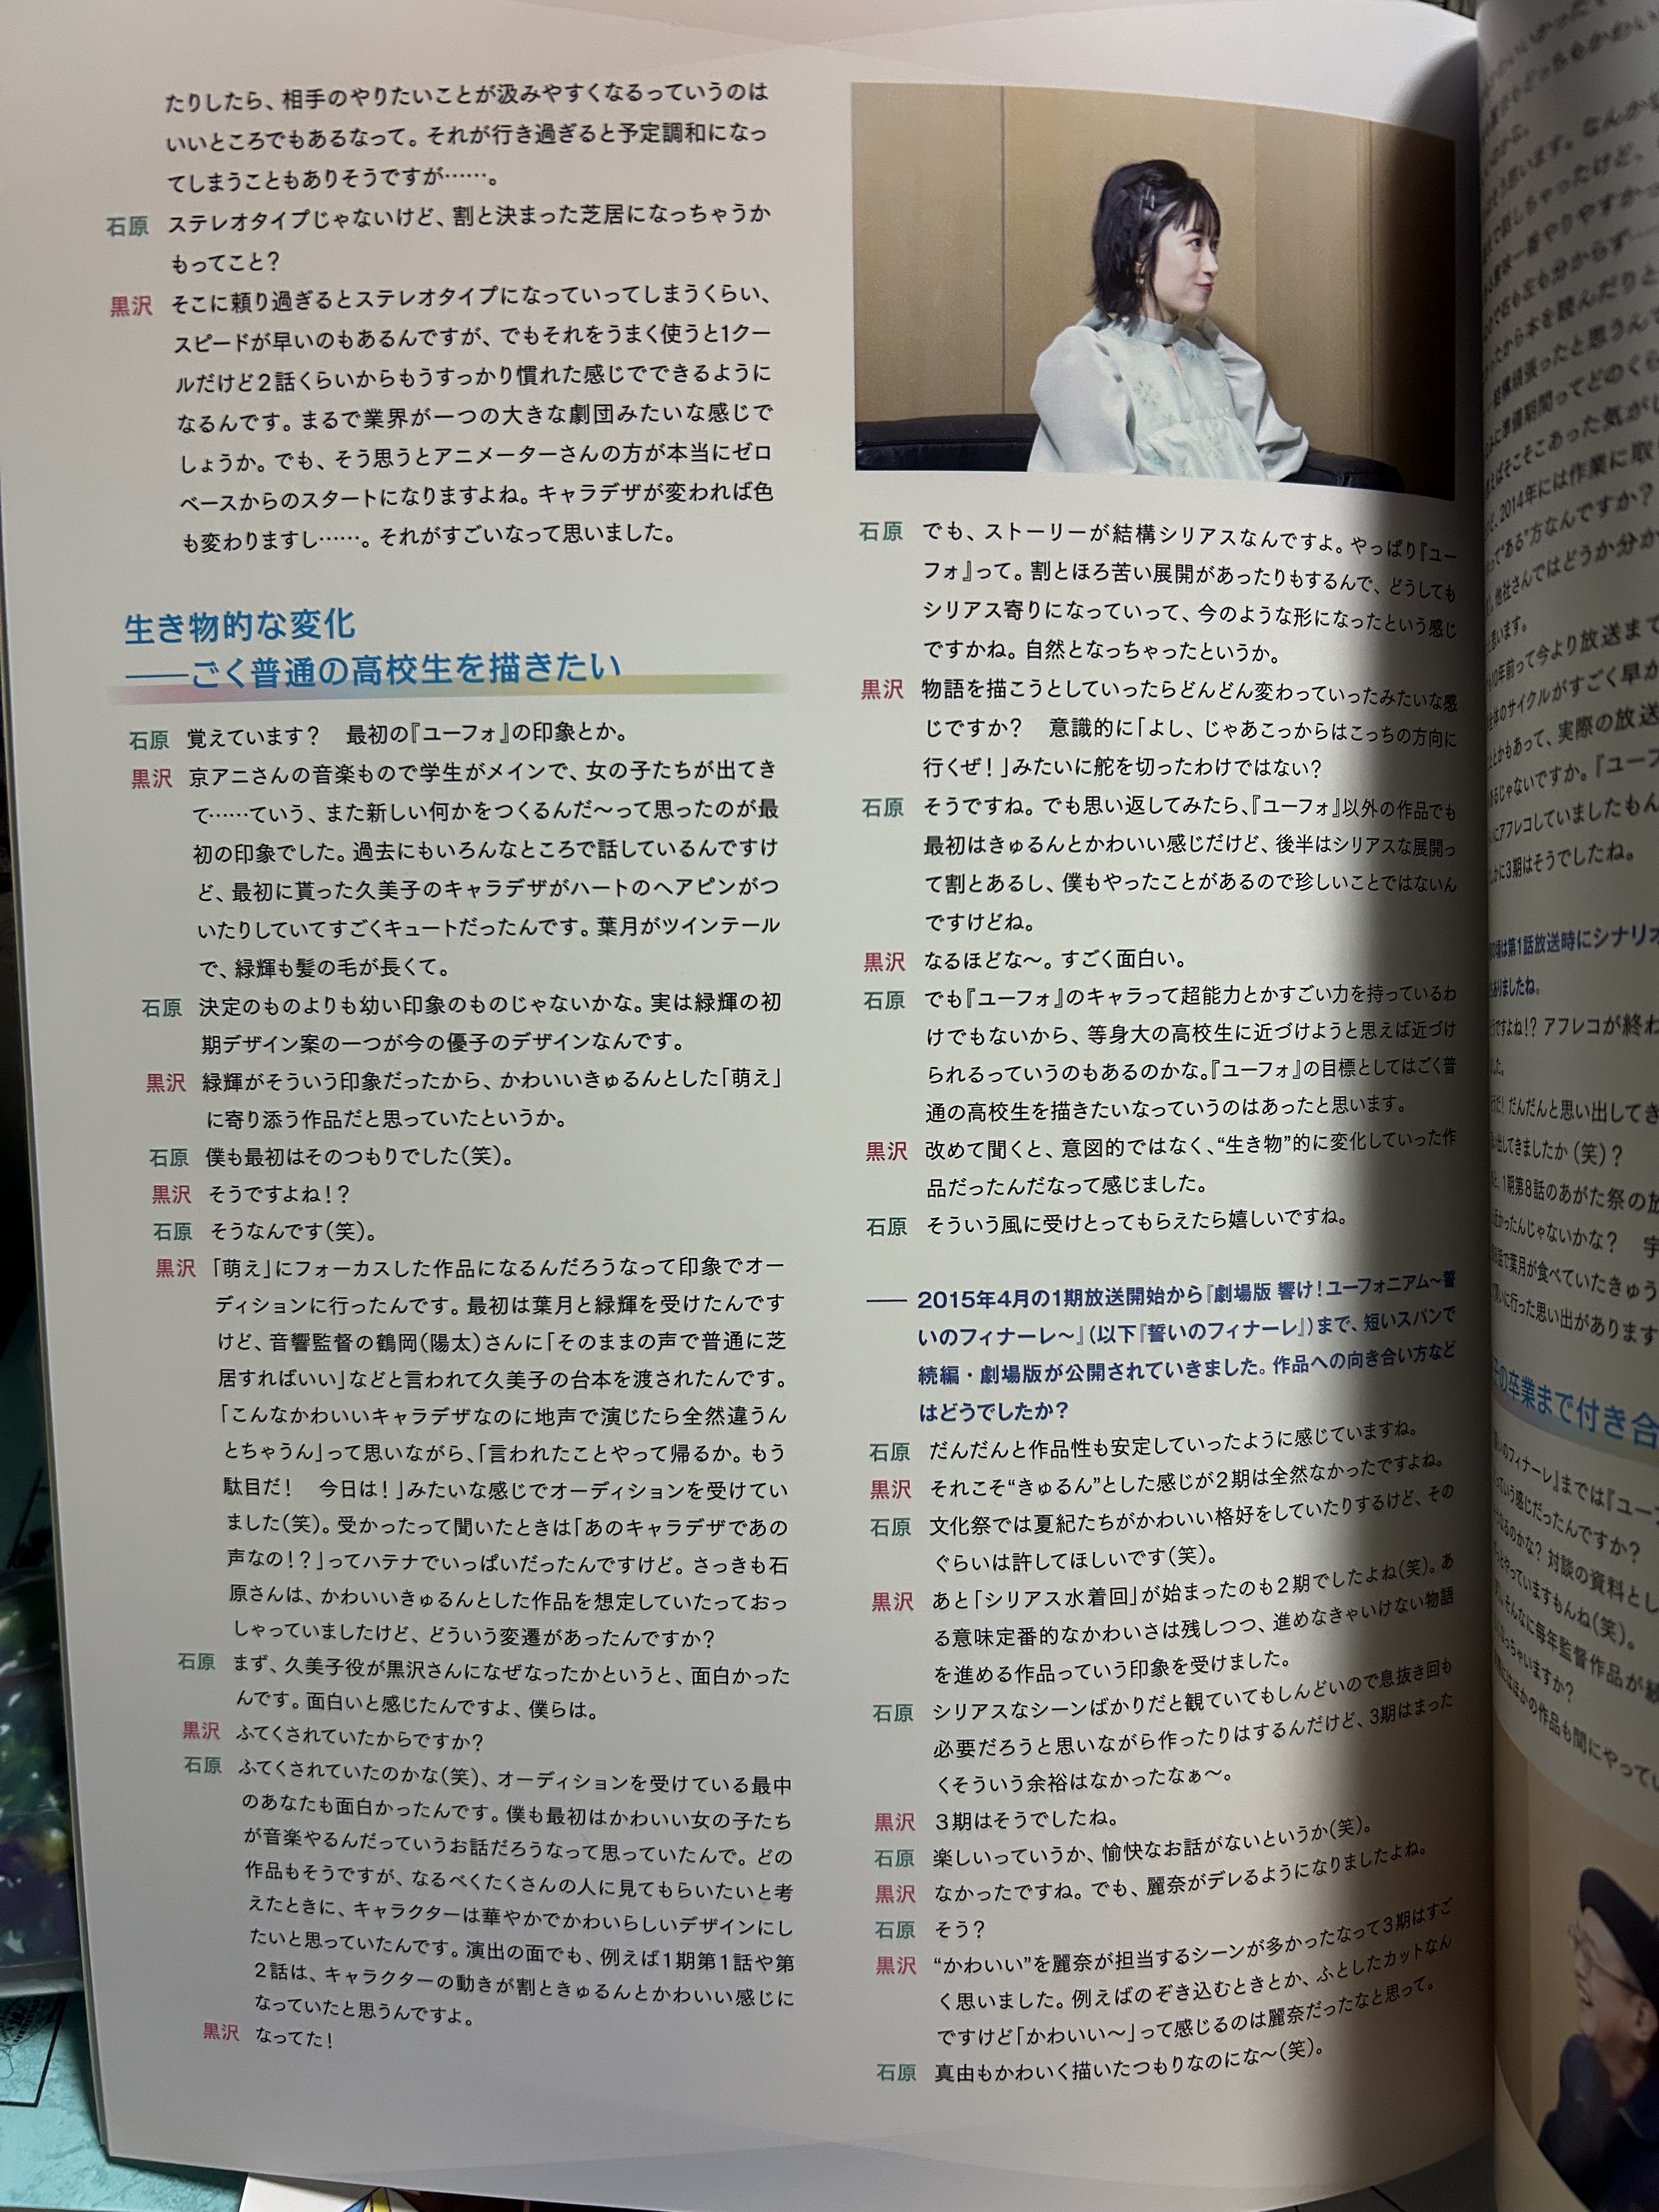 たりしたら、相手のやりたいことが汲みやすくなるっていうのは
いいところでもあるなって。それが行き過ぎると予定調和になっ
てしまうこともありそうですが……。
石原 ステレオタイプじゃないけど、割と決まった芝居になっちゃうか
もってこと？
黒沢 そこに頼り過ぎるとステレオタイプになっていってしまうくらい、
スピードが早いのもあるんですが、でもそれをうまく使うと1クー
ルだけど2話くらいからもうすっかり慣れた感じでできるように
なるんです。まるで業界が一つの大きな劇団みたいな感じで
しょうか。でも、そう思うとアニメーターさんの方が本当にゼロ
ベースからのスタートになりますよね。キャラデザが変われば色
も変わりますし……。それがすごいなって思いました。
生き物的な変化
――ごく普通の高校生を描きたい
石原 覚えています？　最初の『ユーフォ』の印象とか。
黒沢 京アニさんの音楽もので学生がメインで、女の子たちが出てき
て……ていう、また新しい何かをつくるんだ～って思ったのが最
初の印象でした。過去にもいろんなところで話しているんですけ
ど、最初に貰った久美子のキャラデザがハートのヘアピンがつ
いたりしていてすごくキュートだったんです。葉月がツインテール
で、緑輝も髪の毛が長くて。
石原 決定のものよりも幼い印象のものじゃないかな。実は緑輝の初
期デザイン案の一つが今の優子のデザインなんです。
黒沢 緑輝がそういう印象だったから、かわいいきゅるんとした「萌え」
に寄り添う作品だと思っていたというか。
石原 僕も最初はそのつもりでした（笑）。
黒沢 そうですよね！？
石原 そうなんです（笑）。
黒沢 「萌え」にフォーカスした作品になるんだろうなって印象でオー
ディションに行ったんです。最初は葉月と緑輝を受けたんです
けど、音響監督の鶴岡（陽太）さんに「そのままの声で普通に芝
居すればいい」などと言われて久美子の台本を渡されたんです。
「こんなかわいいキャラデザなのに地声で演じたら全然違うん
とちゃうん」って思いながら、「言われたことやって帰るか。もう
駄目だ！　今日は！」みたいな感じでオーディションを受けてい
ました（笑）。受かったって聞いたときは「あのキャラデザであの
声なの！？」ってハテナでいっぱいだったんですけど。さっきも石
原さんは、かわいいきゅるんとした作品を想定していたっておっ
しゃっていましたけど、どういう変遷があったんですか？
石原 まず、久美子役が黒沢さんになぜなったかというと、面白かった
んです。面白いと感じたんですよ、僕らは。
黒沢 ふてくされていたからですか？
石原 ふてくされていたのかな（笑）、オーディションを受けている最中
のあなたも面白かったんです。僕も最初はかわいい女の子たち
が音楽やるんだっていうお話だろうなって思っていたんで。どの
作品もそうですが、なるべくたくさんの人に見てもらいたいと考
えたときに、キャラクターは華やかでかわいらしいデザインにし
たいと思っていたんです。演出の面でも、例えば1期第1話や第
2話は、キャラクターの動きが割ときゅるんとかわいい感じに
なっていたと思うんですよ。
黒沢 なってた！
石原 でも、ストーリーが結構シリアスなんですよ。やっぱり『ユー
フォ』って。割とほろ苦い展開があったりもするんで、どうしても
シリアス寄りになっていって、今のような形になったという感じ
ですかね。自然となっちゃったというか。
黒沢 物語を描こうとしていったらどんどん変わっていったみたいな感
じですか？　意識的に「よし、じゃあこっからはこっちの方向に
行くぜ！」みたいに舵を切ったわけではない？
石原 そうですね。でも思い返してみたら、『ユーフォ』以外の作品でも
最初はきゅるんとかわいい感じだけど、後半はシリアスな展開っ
て割とあるし、僕もやったことがあるので珍しいことではないん
ですけどね。
黒沢 なるほどな～。すごく面白い。
石原 でも『ユーフォ』のキャラって超能力とかすごい力を持っているわ
けでもないから、等身大の高校生に近づけようと思えば近づけ
られるっていうのもあるのかな。『ユーフォ』の目標としてはごく普
通の高校生を描きたいなっていうのはあったと思います。
黒沢 改めて聞くと、意図的ではなく、“生き物”的に変化していった作
品だったんだなって感じました。
石原 そういう風に受けとってもらえたら嬉しいですね。
―― 2015年4月の1期放送開始から『劇場版 響け！ユーフォニアム～誓
いのフィナーレ～』（以下『誓いのフィナーレ』）まで、短いスパンで
続編・劇場版が公開されていきました。作品への向き合い方など
はどうでしたか？
石原 だんだんと作品性も安定していったように感じていますね。
黒沢 それこそ“きゅるん”とした感じが2期は全然なかったですよね。
石原 文化祭では夏紀たちがかわいい格好をしていたりするけど、その
ぐらいは許してほしいです（笑）。
黒沢 あと「シリアス水着回」が始まったのも2期でしたよね（笑）。あ
る意味定番的なかわいさは残しつつ、進めなきゃいけない物語
を進める作品っていう印象を受けました。
石原 シリアスなシーンばかりだと観ていてもしんどいので息抜き回も
必要だろうと思いながら作ったりはするんだけど、3期はまった
くそういう余裕はなかったなぁ～。
黒沢 3期はそうでしたね。
石原 楽しいっていうか、愉快なお話がないというか（笑）。
黒沢 なかったですね。でも、麗奈がデレるようになりましたよね。
石原 そう？
黒沢 “かわいい”を麗奈が担当するシーンが多かったなって3期はすご
く思いました。例えばのぞき込むときとか、ふとしたカットなん
ですけど「かわいい～」って感じるのは麗奈だったなと思って。
石原 真由もかわいく描いたつもりなのにな～（笑）。